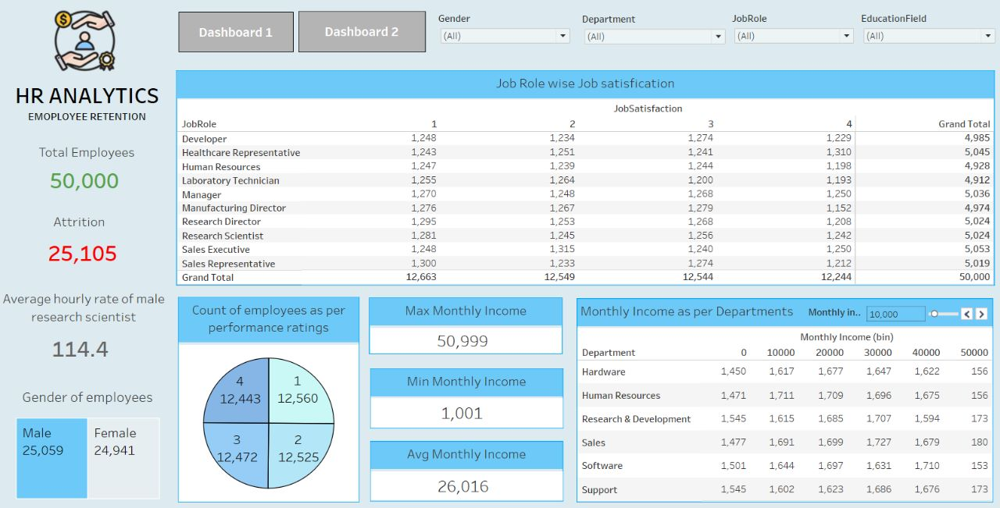 Dashboard 1
Dashboard 2
Gender
(All)
Department
(All)
JobRole
(All)
EducationField
(All)
HR ANALYTICS
EMOPLOYEE RETENTION
Total Employees
50,000
Attrition
25,105
Average hourly rate of male
research scientist
114.4
Gender of employees
Male
25,059
Female
24,941
Job Role wise Job satisfication
JobSatisfaction
JobRole 1 2 3 4 Grand Total
Developer 1,248 1,234 1,274 1,229 4,985
Healthcare Representative 1,243 1,251 1,241 1,310 5,045
Human Resources 1,247 1,239 1,244 1,198 4,928
Laboratory Technician 1,255 1,264 1,200 1,193 4,912
Manager 1,270 1,248 1,268 1,250 5,036
Manufacturing Director 1,276 1,267 1,279 1,152 4,974
Research Director 1,295 1,253 1,268 1,208 5,024
Research Scientist 1,281 1,245 1,256 1,242 5,024
Sales Executive 1,248 1,315 1,240 1,250 5,053
Sales Representative 1,300 1,233 1,274 1,212 5,019
Grand Total 12,663 12,549 12,544 12,244 50,000
Count of employees as per
performance ratings
4
12,443
1
12,560
3
12,472
2
12,525
Max Monthly Income
50,999
Min Monthly Income
1,001
Avg Monthly Income
26,016
Monthly Income as per Departments
Monthly in.. 10,000
Monthly Income (bin)
Department 0 10000 20000 30000 40000 50000
Hardware 1,450 1,617 1,677 1,647 1,622 156
Human Resources 1,471 1,711 1,709 1,696 1,675 156
Research & Development 1,545 1,615 1,685 1,707 1,594 173
Sales 1,477 1,691 1,699 1,727 1,679 180
Software 1,501 1,644 1,697 1,631 1,710 153
Support 1,545 1,602 1,623 1,686 1,676 173